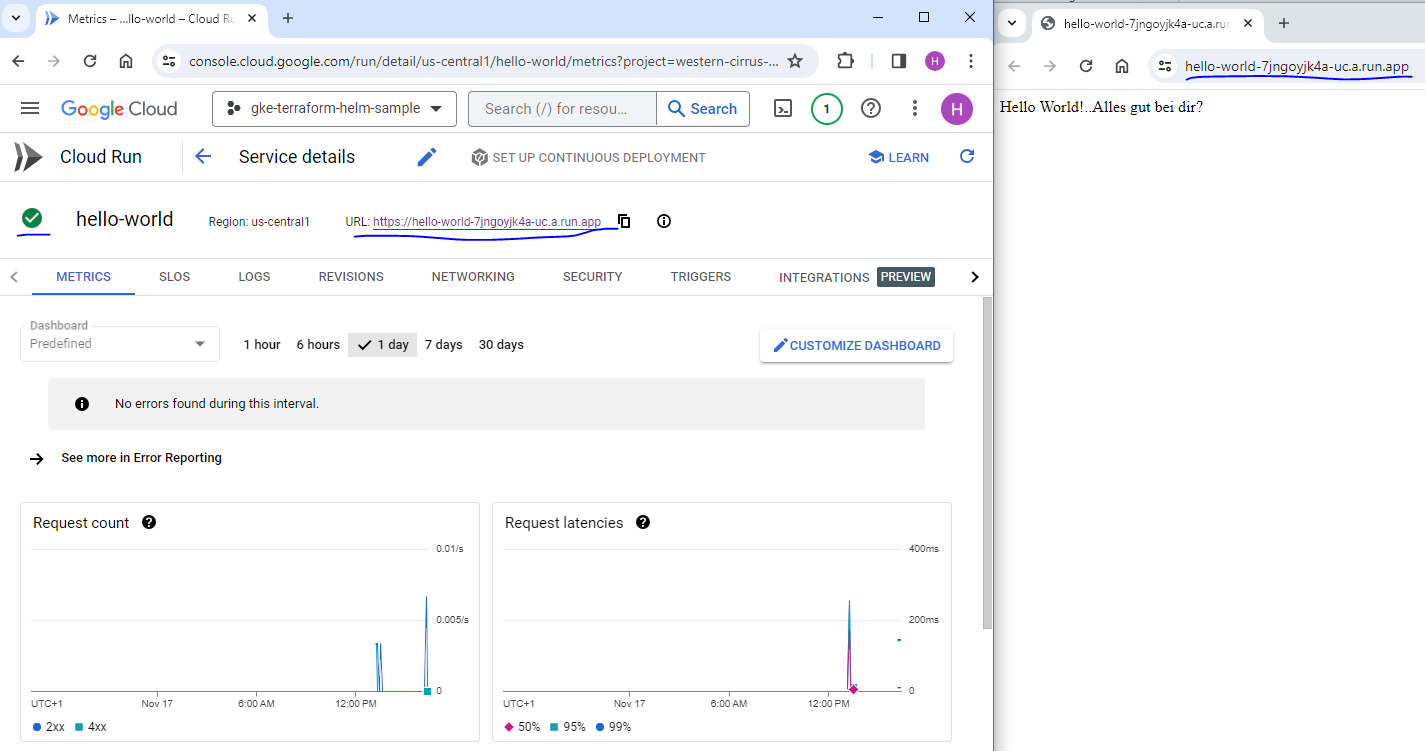 Metrics – ...llo-world – Cloud Ru
console.cloud.google.com/run/detail/us-central1/hello-world/metrics?project=western-cirrus-...
H
Google Cloud
gke-terraform-helm-sample
Search (/) for resou...
Search
1
H
Cloud Run
Service details
SET UP CONTINUOUS DEPLOYMENT
LEARN
hello-world
Region: us-central1
URL: https://hello-world-7jngoyjk4a-uc.a.run.app
METRICS SLOS LOGS REVISIONS NETWORKING SECURITY TRIGGERS INTEGRATIONS PREVIEW
Dashboard
Predefined
1 hour 6 hours 1 day 7 days 30 days
CUSTOMIZE DASHBOARD
No errors found during this interval.
See more in Error Reporting
Request count
0.01/s
0.005/s
0
UTC+1 Nov 17 6:00 AM 12:00 PM
2xx 4xx
Request latencies
400ms
200ms
0
UTC+1 Nov 17 6:00 AM 12:00 PM
50% 95% 99%
hello-world-7jngoyjk4a-uc.a.run
hello-world-7jngoyjk4a-uc.a.run.app
Hello World!..Alles gut bei dir?